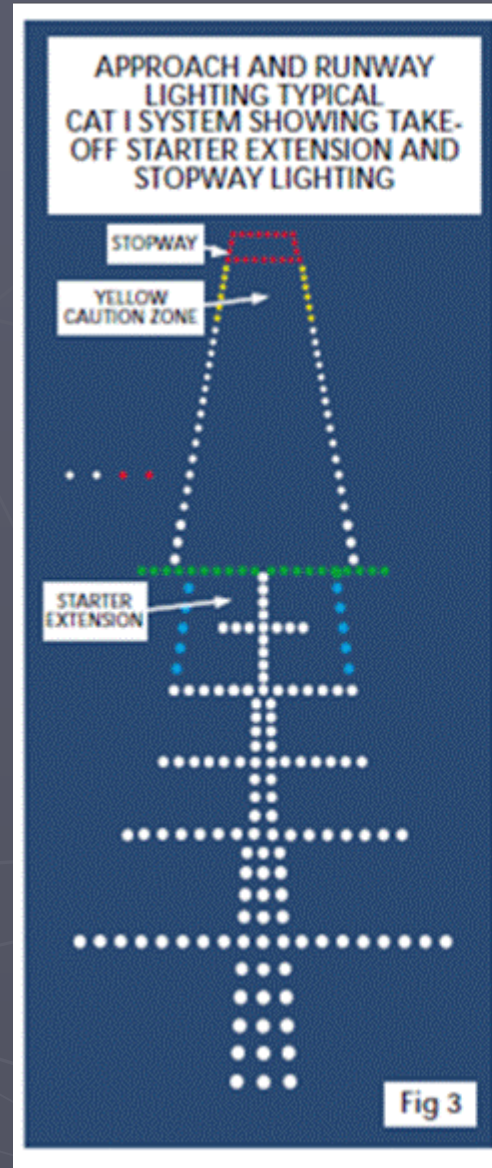 APPROACH AND RUNWAY
LIGHTING TYPICAL
CAT I SYSTEM SHOWING TAKE-
OFF STARTER EXTENSION AND
STOPWAY LIGHTING
STOPWAY
YELLOW
CAUTION ZONE
STARTER
EXTENSION
Fig 3